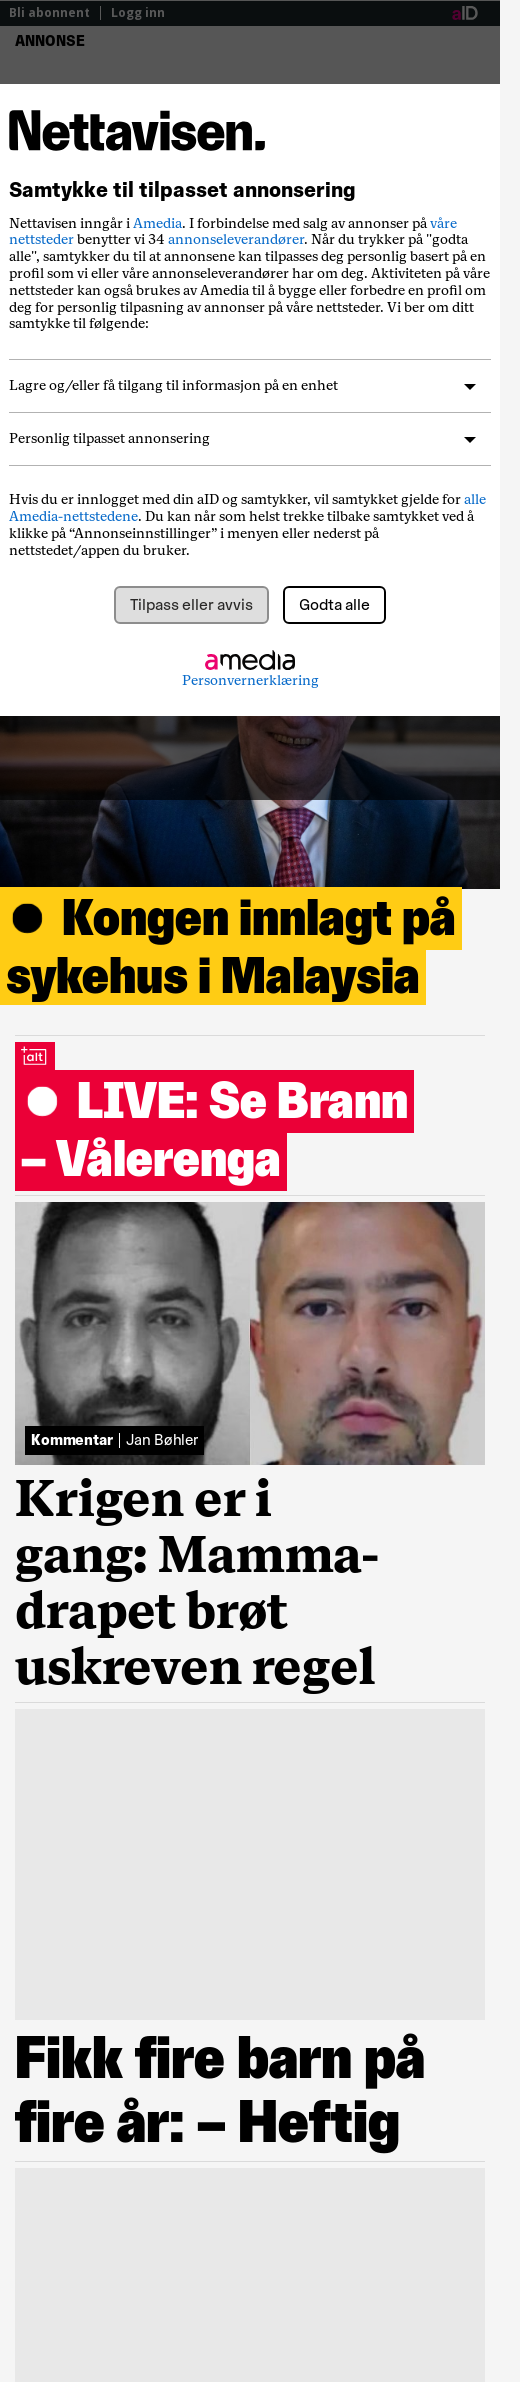 Bli abonnent | Logg inn aID
ANNONSE
Nettavisen.
Samtykke til tilpasset annonsering
Nettavisen inngår i Amedia. I forbindelse med salg av annonser på våre
nettsteder benytter vi 34 annonseleverandører. Når du trykker på "godta
alle", samtykker du til at annonsene kan tilpasses deg personlig basert på en
profil som vi eller våre annonseleverandører har om deg. Aktiviteten på våre
nettsteder kan også brukes av Amedia til å bygge eller forbedre en profil om
deg for personlig tilpasning av annonser på våre nettsteder. Vi ber om ditt
samtykke til følgende:
Lagre og/eller få tilgang til informasjon på en enhet
Personlig tilpasset annonsering
Hvis du er innlogget med din aID og samtykker, vil samtykket gjelde for alle
Amedia-nettstedene. Du kan når som helst trekke tilbake samtykket ved å
klikke på “Annonseinnstillinger” i menyen eller nederst på
nettstedet/appen du bruker.
Tilpass eller avvis Godta alle
amedia
Personvernerklæring
Kongen innlagt på
sykehus i Malaysia
+alt
LIVE: Se Brann
– Vålerenga
Kommentar | Jan Bøhler
Krigen er i
gang: Mamma-
drapet brøt
uskreven regel
Fikk fire barn på
fire år: – Heftig